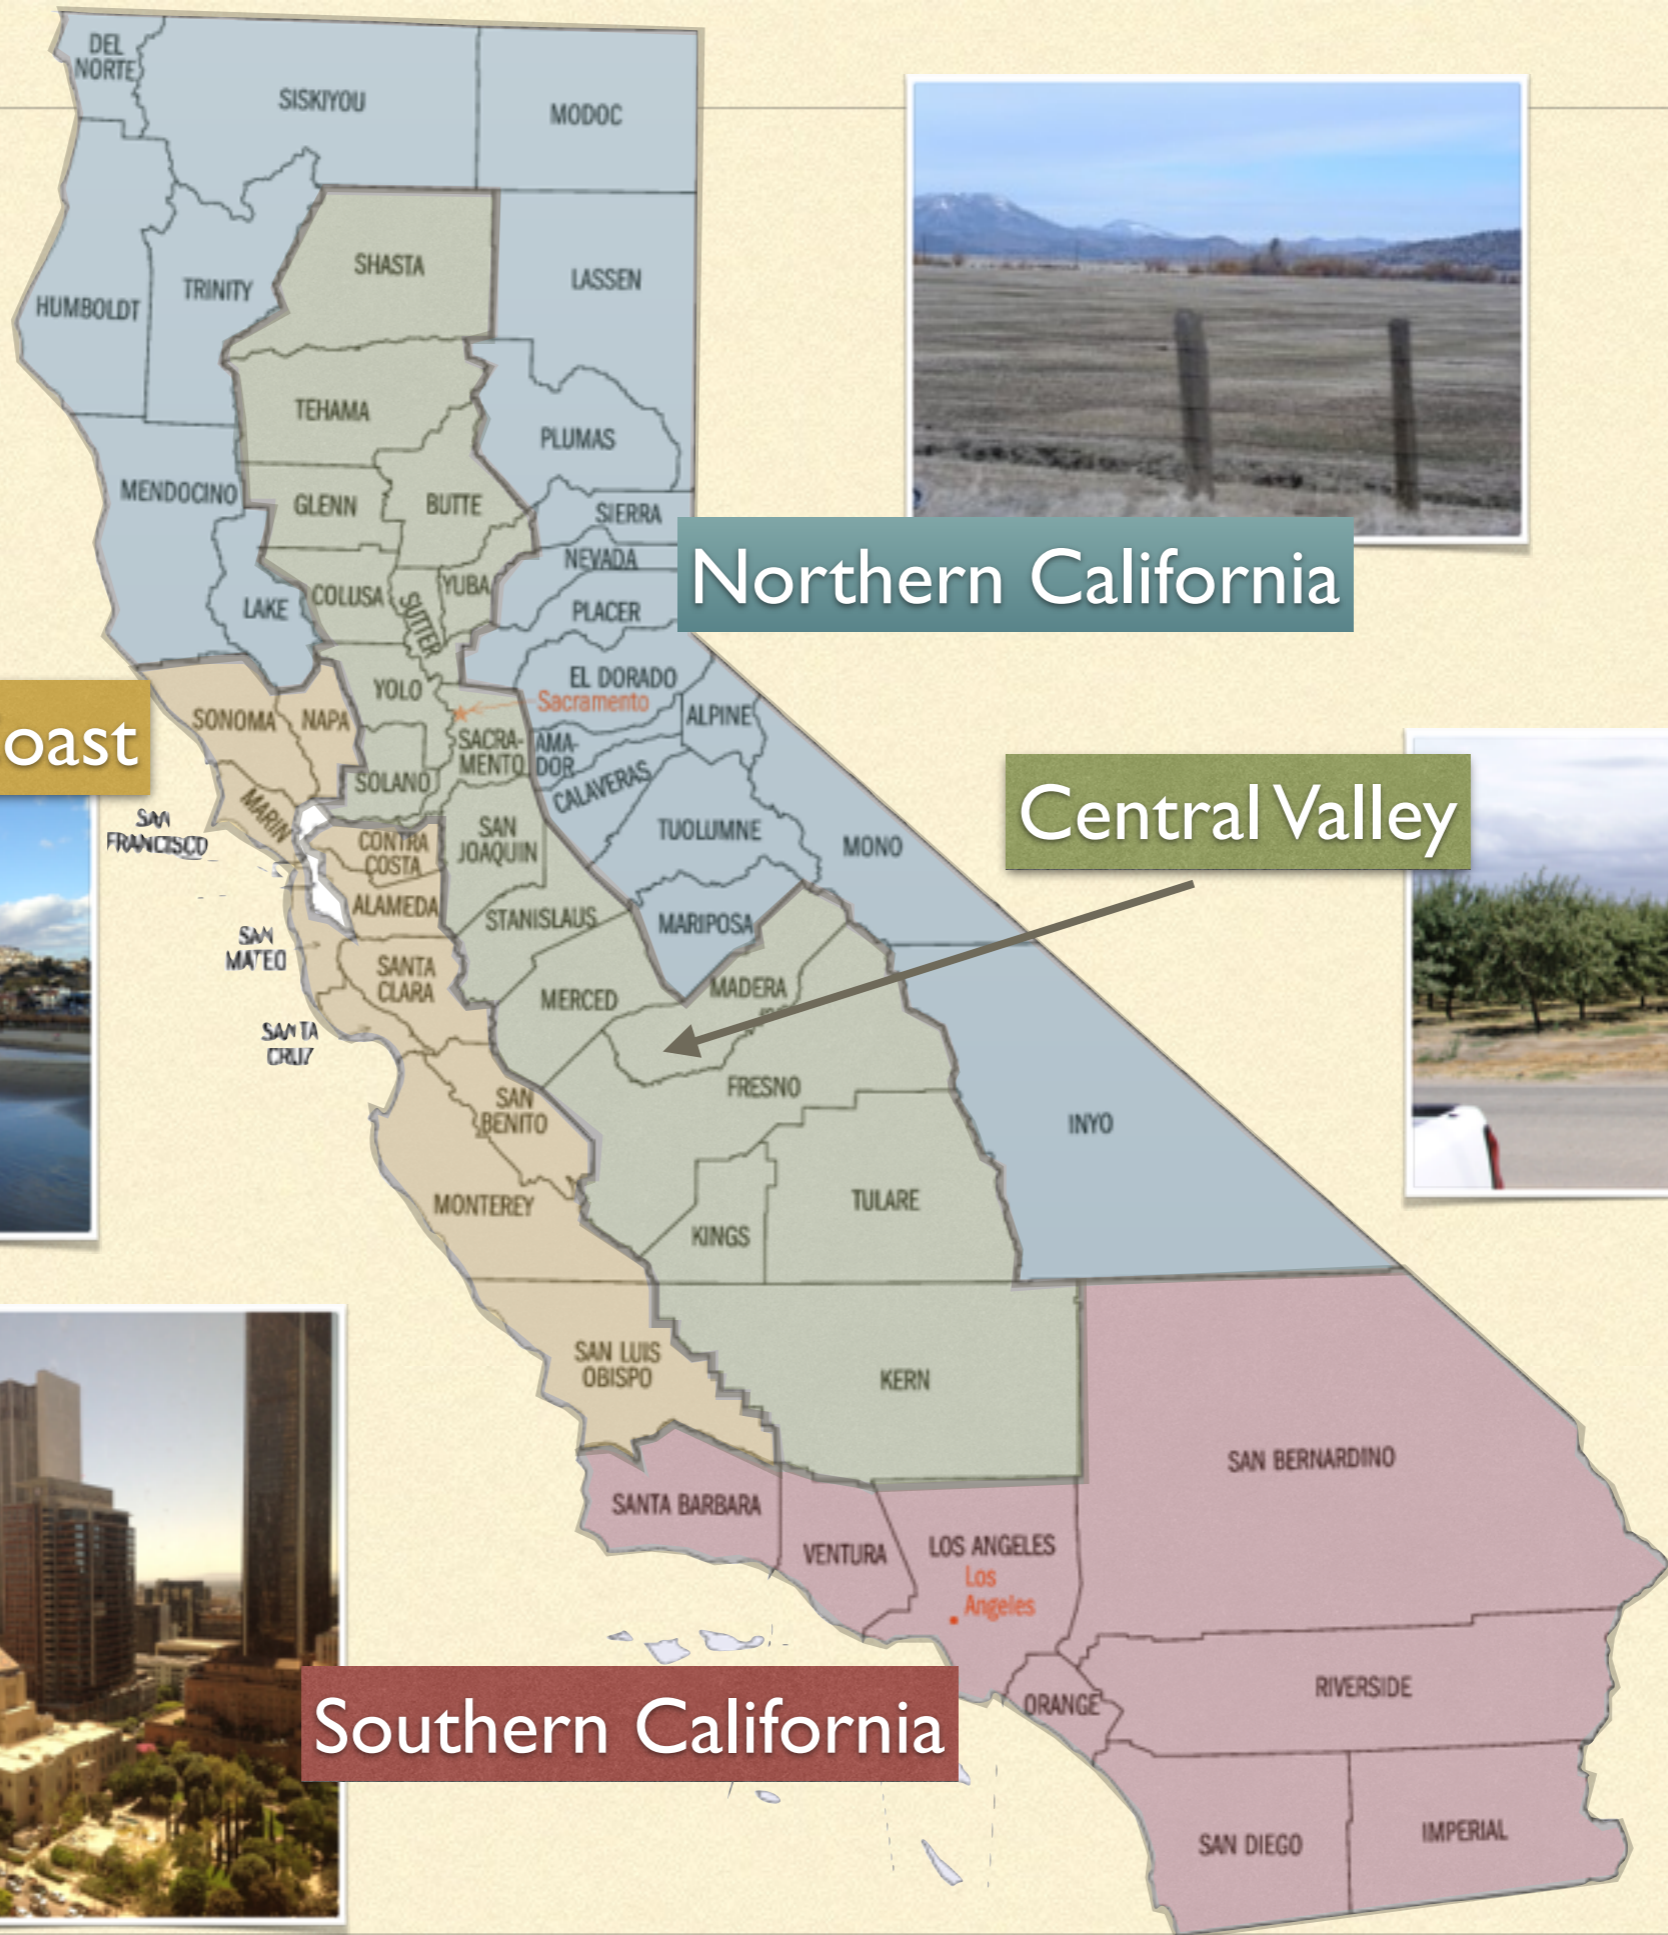 DEL
NORTE
SISKIYOU
MODOC
SHASTA
LASSEN
TRINITY
HUMBOLDT
TEHAMA
PLUMAS
MENDOCINO
GLENN
BUTTE
SIERRA
NEVADA
Northern California
COLUSA
SUTTER
YUBA
LAKE
PLACER
EL DORADO
YOLO
Sacramento
oast
SONOMA
NAPA
ALPINE
SACRA-
MENTO
AMA-
DOR
SOLANO
CALAVERAS
MARIN
SAN
FRANCISCO
CONTRA
COSTA
SAN
JOAQUIN
TUOLUMNE
MONO
Central Valley
ALAMEDA
STANISLAUS
MARIPOSA
SAN
MATEO
SANTA
CLARA
MERCED
MADERA
SANTA
CRUZ
FRESNO
SAN
BENITO
INYO
MONTEREY
KINGS
TULARE
SAN LUIS
OBISPO
KERN
SAN BERNARDINO
SANTA BARBARA
VENTURA
LOS ANGELES
Los
Angeles
Southern California
ORANGE
RIVERSIDE
SAN DIEGO
IMPERIAL